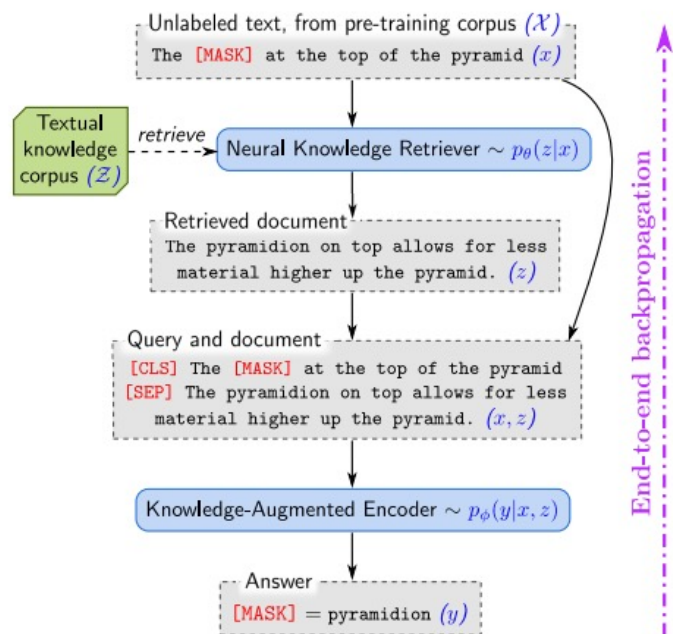 Unlabeled text, from pre-training corpus (𝒳)
The [MASK] at the top of the pyramid (x)
Textual
knowledge
corpus (𝒵)
retrieve
Neural Knowledge Retriever ∼ pθ(z|x)
Retrieved document
The pyramidion on top allows for less
material higher up the pyramid. (z)
Query and document
[CLS] The [MASK] at the top of the pyramid
[SEP] The pyramidion on top allows for less
material higher up the pyramid. (x, z)
Knowledge-Augmented Encoder ∼ pϕ(y|x, z)
Answer
[MASK] = pyramidion (y)
End-to-end backpropagation